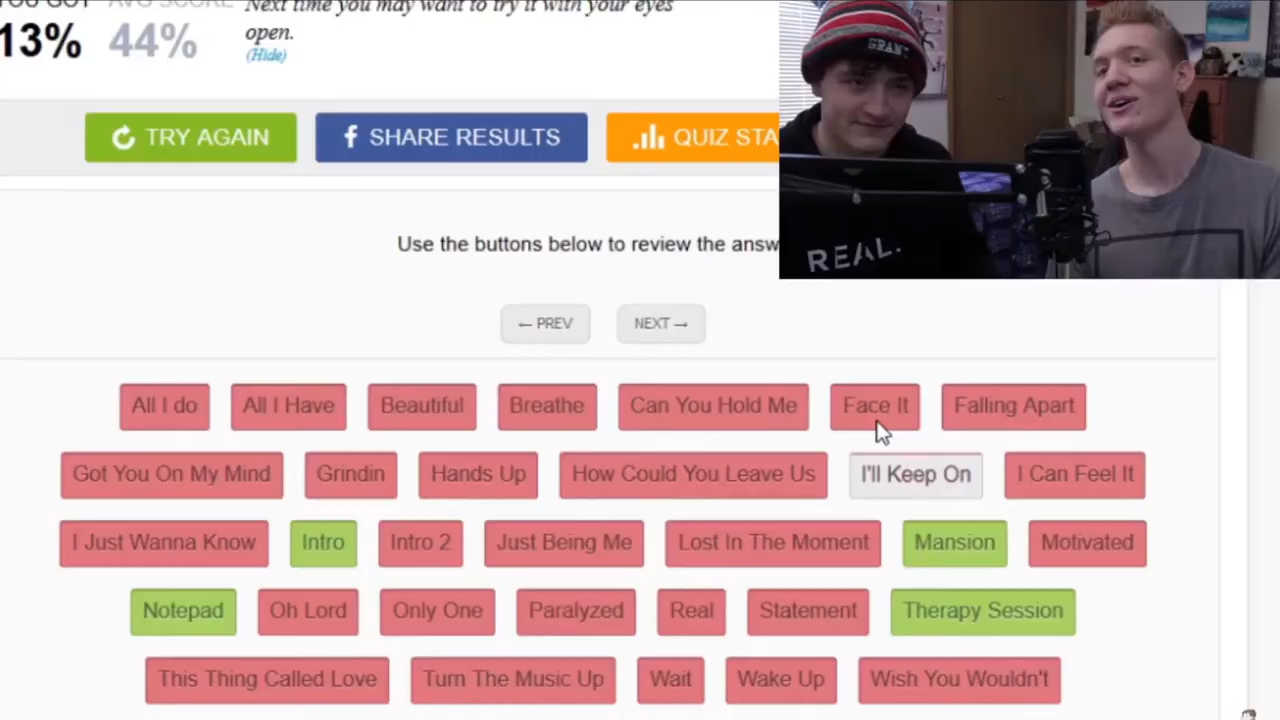 Next time you may want to try it with your eyes
13% 44% open.
(Hide)
TRY AGAIN SHARE RESULTS QUIZ STA
Use the buttons below to review the answ
← PREV NEXT →
All I do All I Have Beautiful Breathe Can You Hold Me Face It Falling Apart
Got You On My Mind Grindin Hands Up How Could You Leave Us I'll Keep On I Can Feel It
I Just Wanna Know Intro Intro 2 Just Being Me Lost In The Moment Mansion Motivated
Notepad Oh Lord Only One Paralyzed Real Statement Therapy Session
This Thing Called Love Turn The Music Up Wait Wake Up Wish You Wouldn't
REAL.